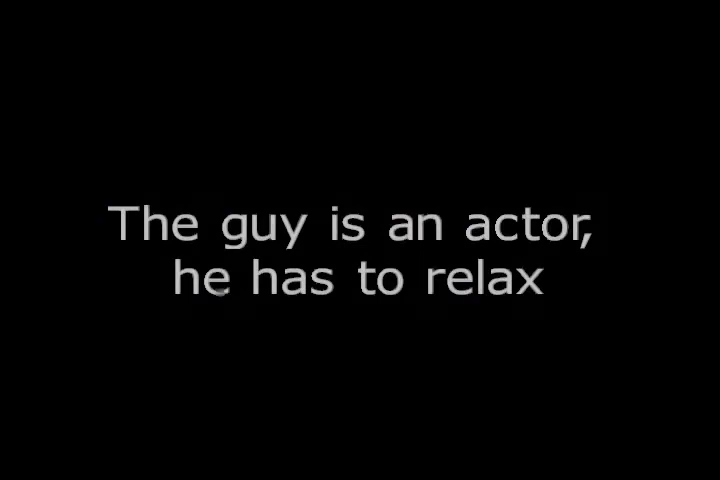 The guy is an actor,
he has to relax